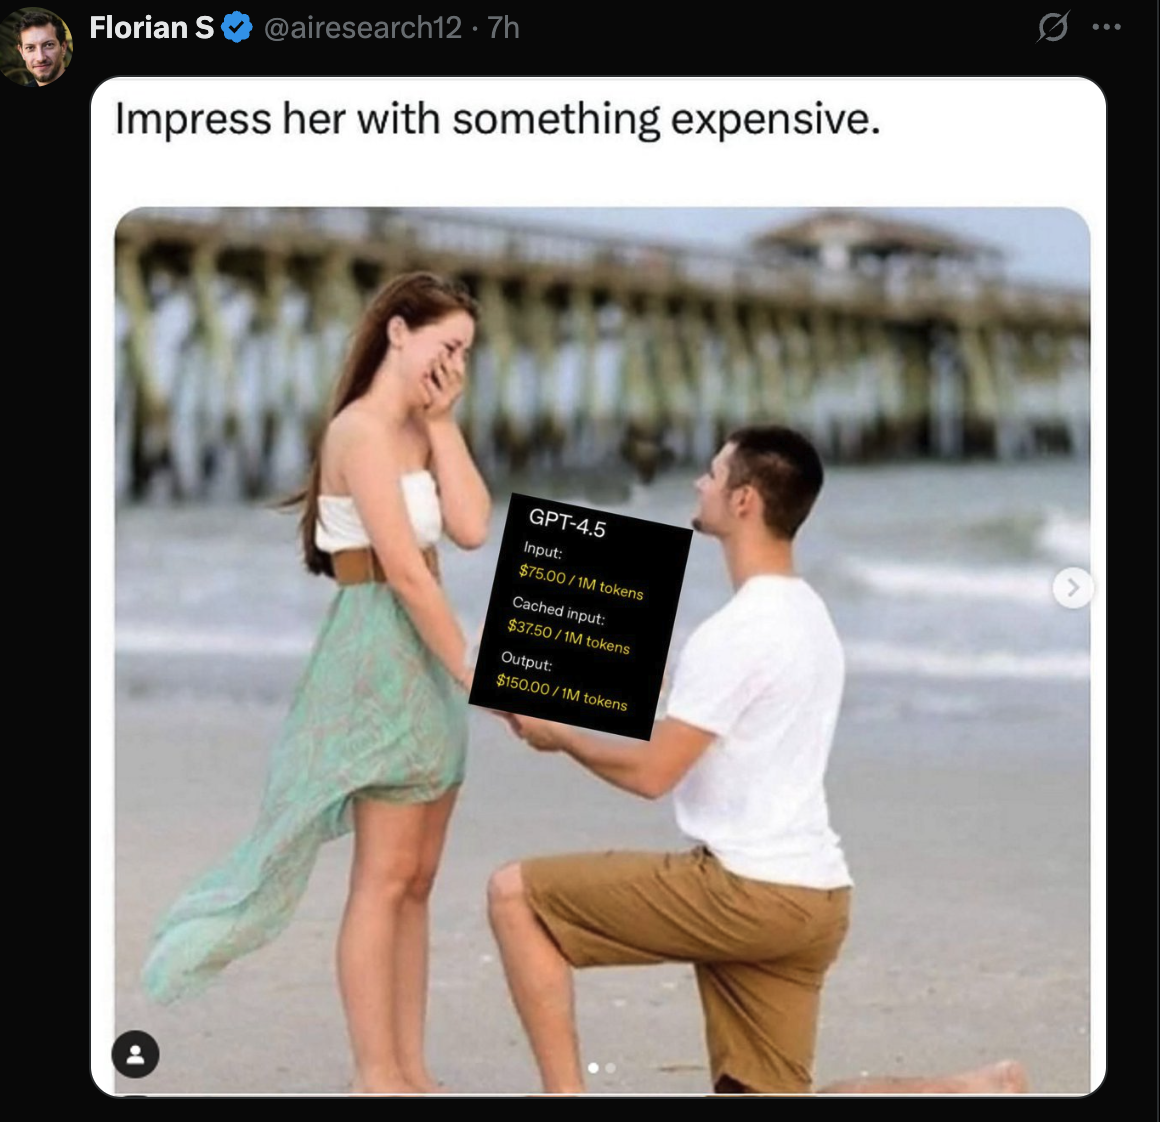 Florian S @airesearch12 · 7h
Impress her with something expensive.
GPT-4.5
Input:
$75.00 / 1M tokens
Cached input:
$37.50 / 1M tokens
Output:
$150.00 / 1M tokens